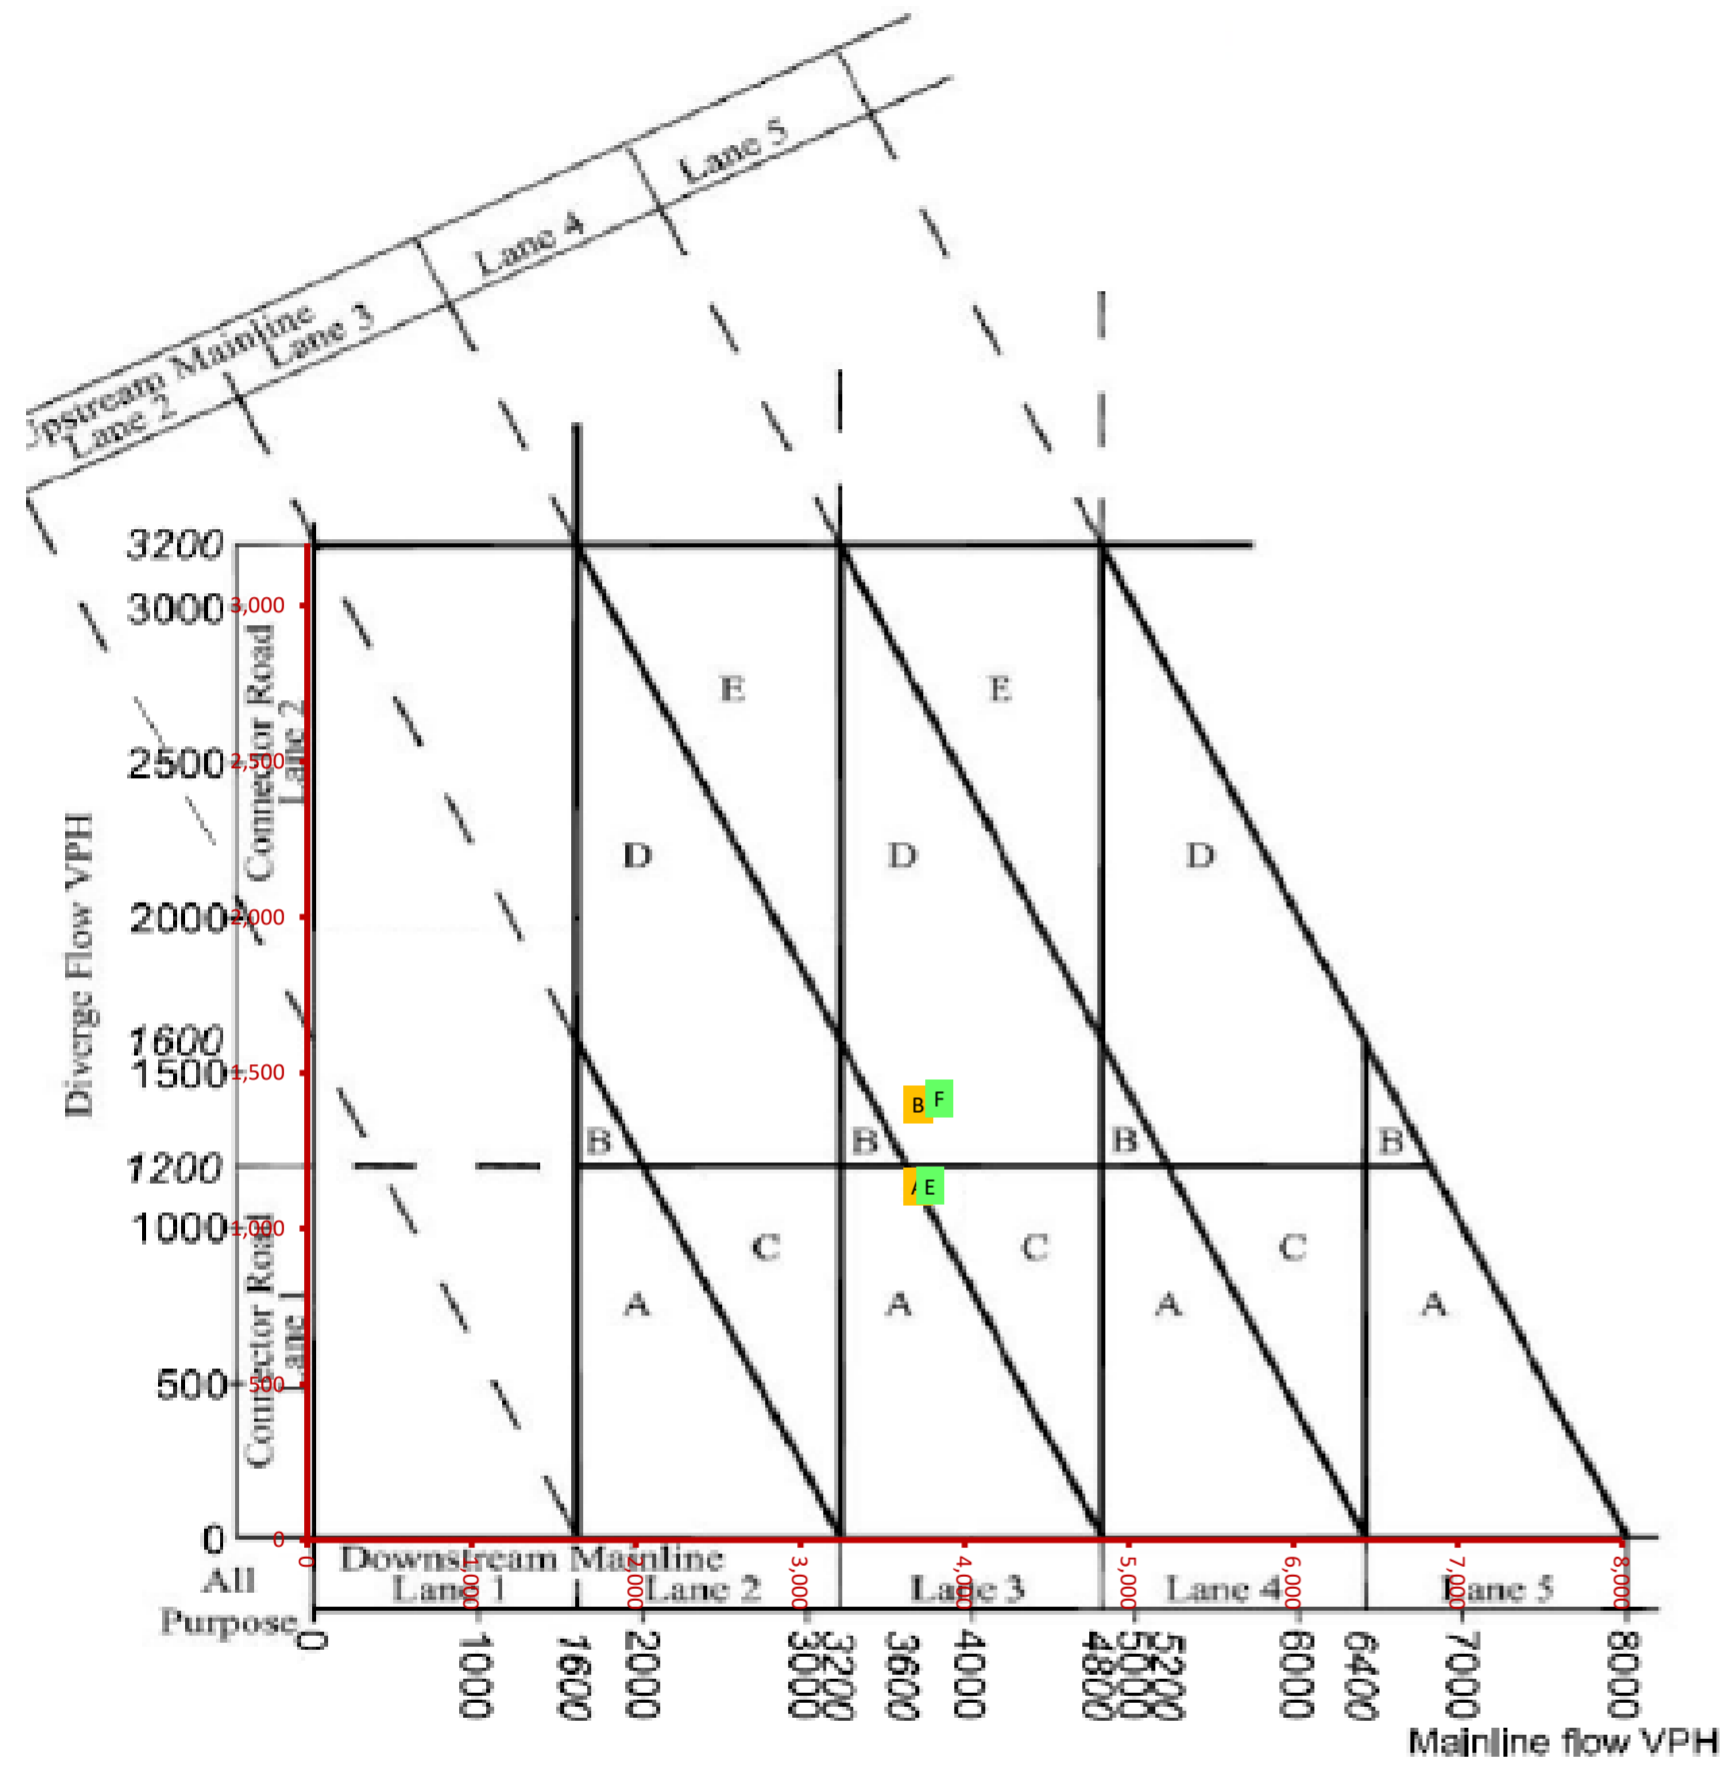 Lane 5
Lane 4
Upstream Mainline
Lane 3
Lane 2
3200
3000
3,000
Connector Road
Lane 2
E
E
2500
2,500
D
D
D
Diverge Flow VPH
2000
2,000
1600
1500
1,500
B
F
B
B
B
B
1200
E
1000
1,000
C
C
C
Connector Road
Lane 1
A
A
A
A
500
500
0
0
0
1,000
2,000
3,000
4,000
5,000
6,000
7,000
8,000
Downstream Mainline
All
Purpose
Lane 1
Lane 2
Lane 3
Lane 4
Lane 5
0
1000
1600
2000
3000
3200
3600
4000
4800
5000
5200
6000
6400
7000
8000
Mainline flow VPH